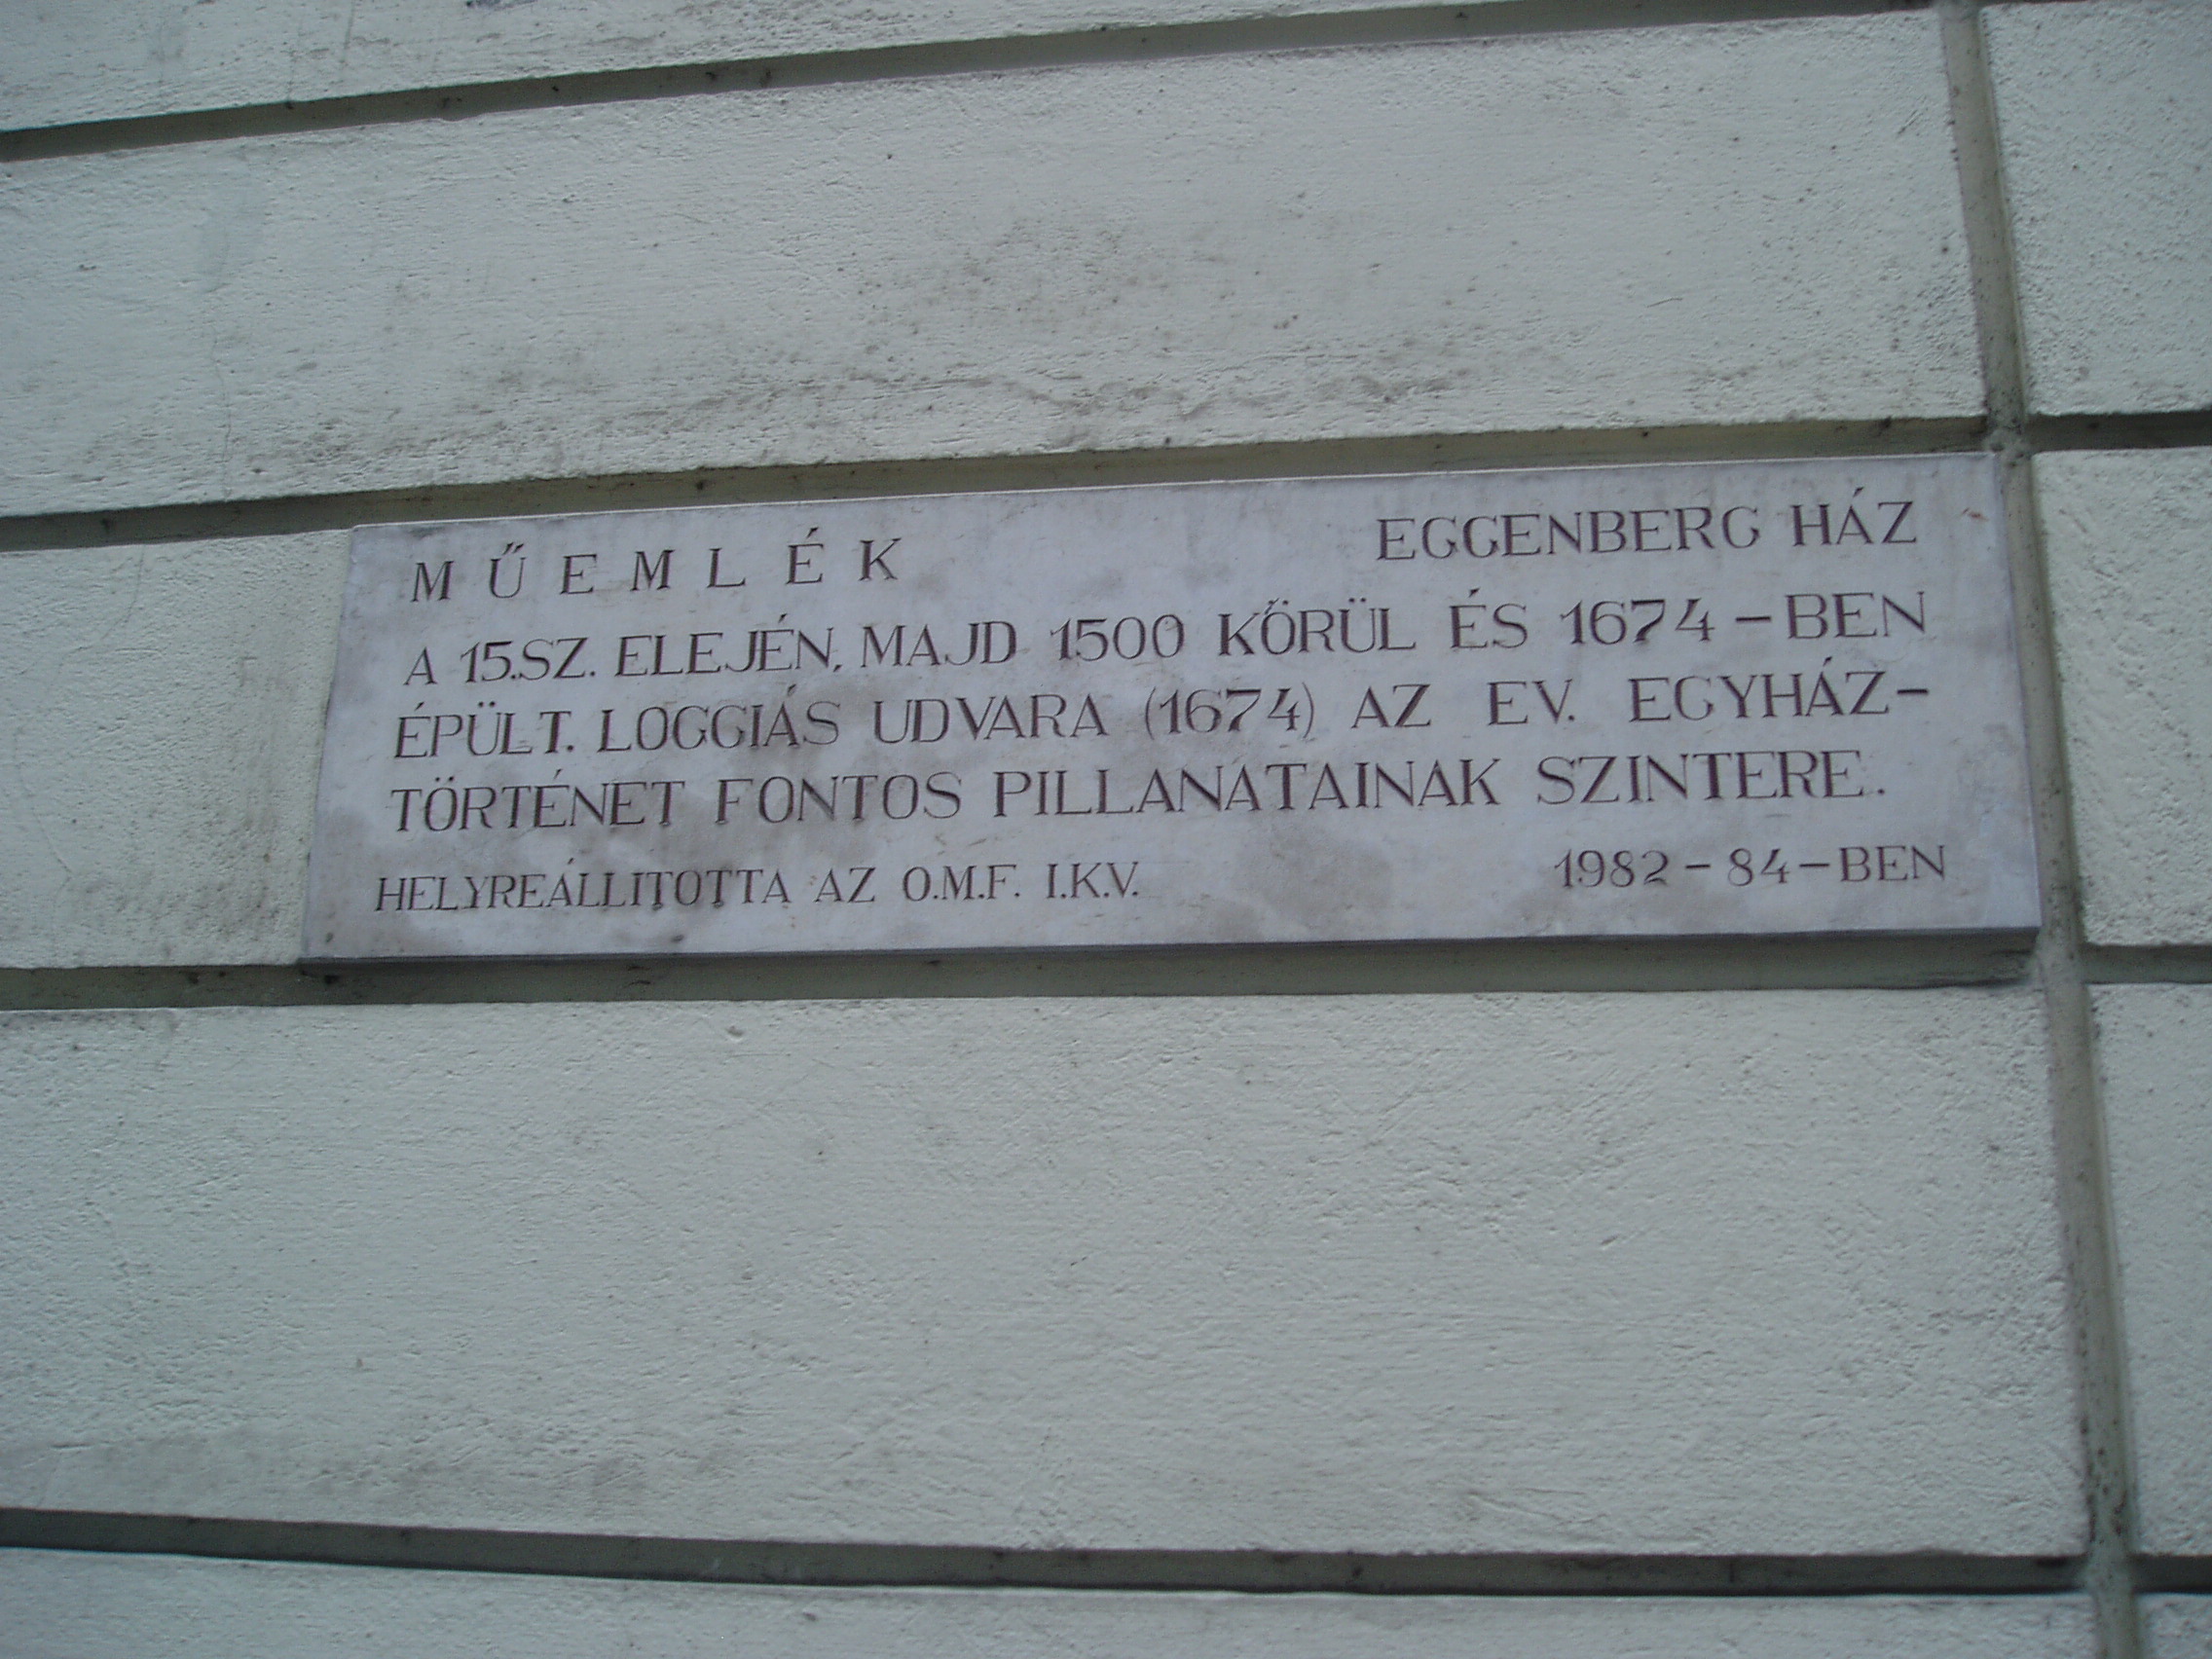 MŰEMLÉK EGGENBERG HÁZ
A 15.SZ. ELEJÉN, MAJD 1500 KÖRÜL ÉS 1674-BEN
ÉPÜLT. LOGGIÁS UDVARA (1674) AZ EV. EGYHÁZ-
TÖRTÉNET FONTOS PILLANATAINAK SZINTERE.
HELYREÁLLITOTTA AZ O.M.F. I.K.V. 1982-84-BEN